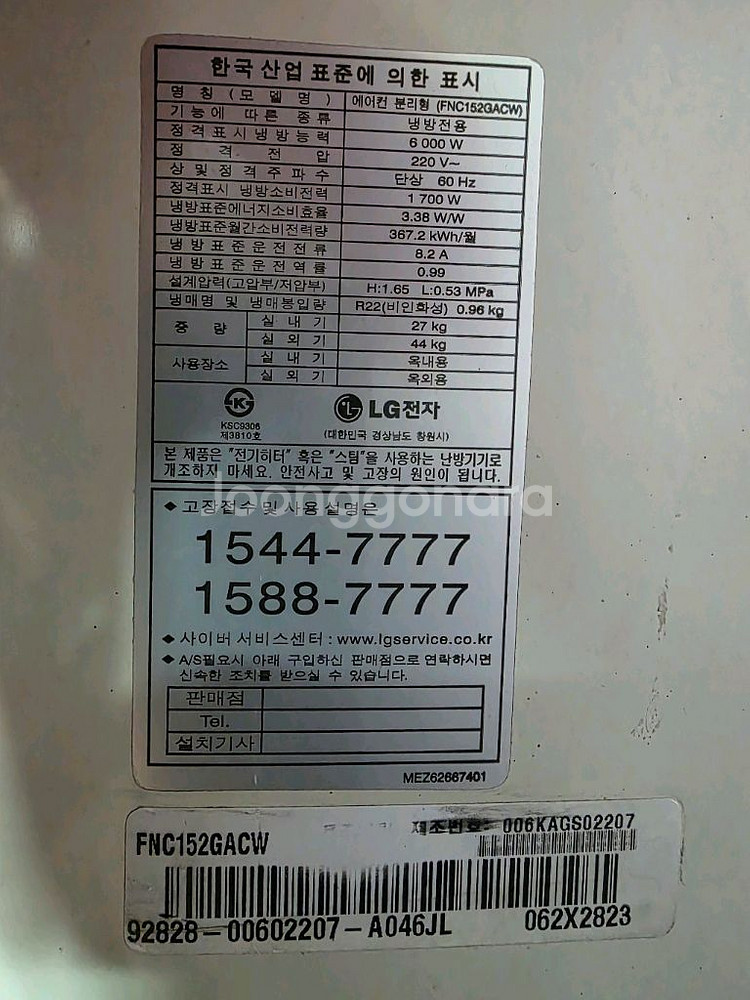 한국 산업 표준에 의한 표시
명 칭 (모 델 명) 에어컨 분리형 (FNC152GACW)
기 능 에 따 른 종 류 냉방전용
정격표시냉방능력 6 000 W
정 격 전 압 220 V~
상 및 정 격 주 파 수 단상 60 Hz
정격표시 냉방소비전력 1 700 W
냉방표준에너지소비효율 3.38 W/W
냉방표준월간소비전력량 367.2 kWh/월
냉 방 표 준 운 전 전 류 8.2 A
냉 방 표 준 운 전 역 률 0.99
설계압력(고압부/저압부) H:1.65 L:0.53 MPa
냉매명 및 냉매봉입량 R22(비인화성) 0.96 kg
중 량 실 내 기 27 kg
실 외 기 44 kg
사용장소 실 내 기 옥내용
실 외 기 옥외용
KSC9306
제3810호
LG전자
(대한민국 경상남도 창원시)
본 제품은 "전기히터" 혹은 "스팀"을 사용하는 난방기기로
개조하지 마세요. 안전사고 및 고장의 원인이 됩니다.
Joonggonara
◆ 고장접수 및 사용 설명은
1544-7777
1588-7777
◆ 사이버 서비스센터 : www.lgservice.co.kr
◆ A/S필요시 아래 구입하신 판매점으로 연락하시면
신속한 조치를 받으실 수 있습니다.
판매점
Tel.
설치기사
MEZ62667401
FNC152GACW 제조번호: 006KAGS02207
92828-00602207-A046JL 062X2823